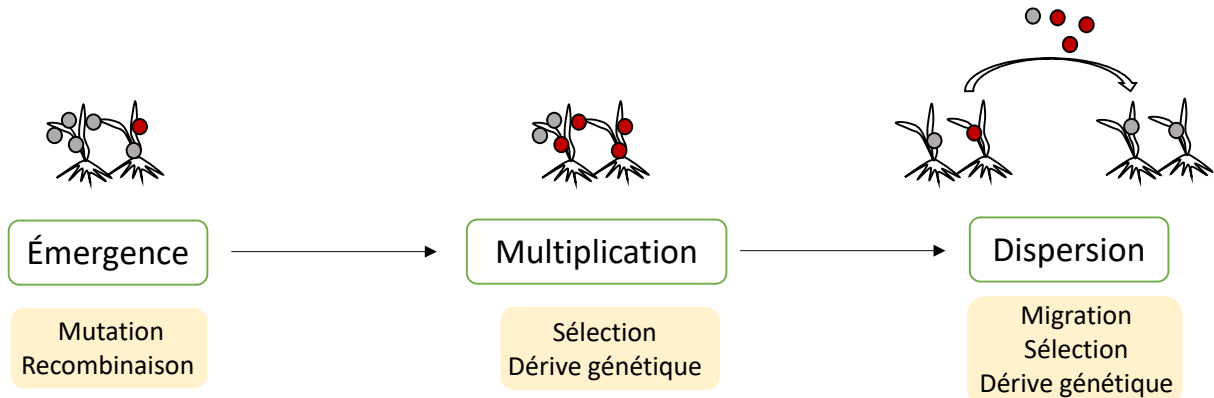 Émergence
Multiplication
Dispersion
Mutation
Recombinaison
Sélection
Dérive génétique
Migration
Sélection
Dérive génétique